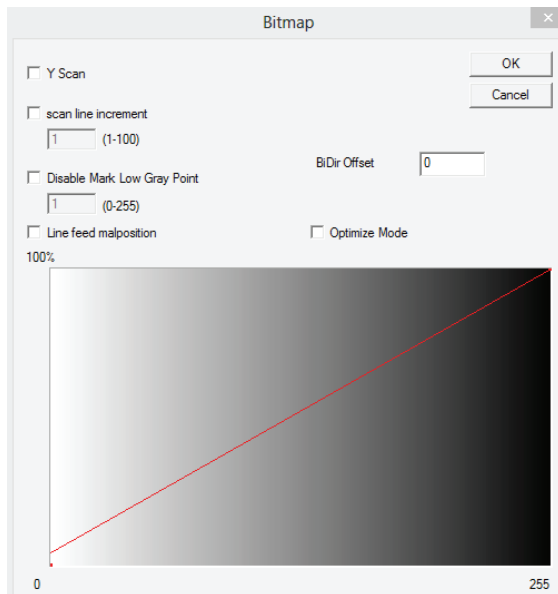 Bitmap
Y Scan
OK
Cancel
scan line increment
1 (1-100)
BiDir Offset 0
Disable Mark Low Gray Point
1 (0-255)
Line feed malposition
Optimize Mode
100%
0 255